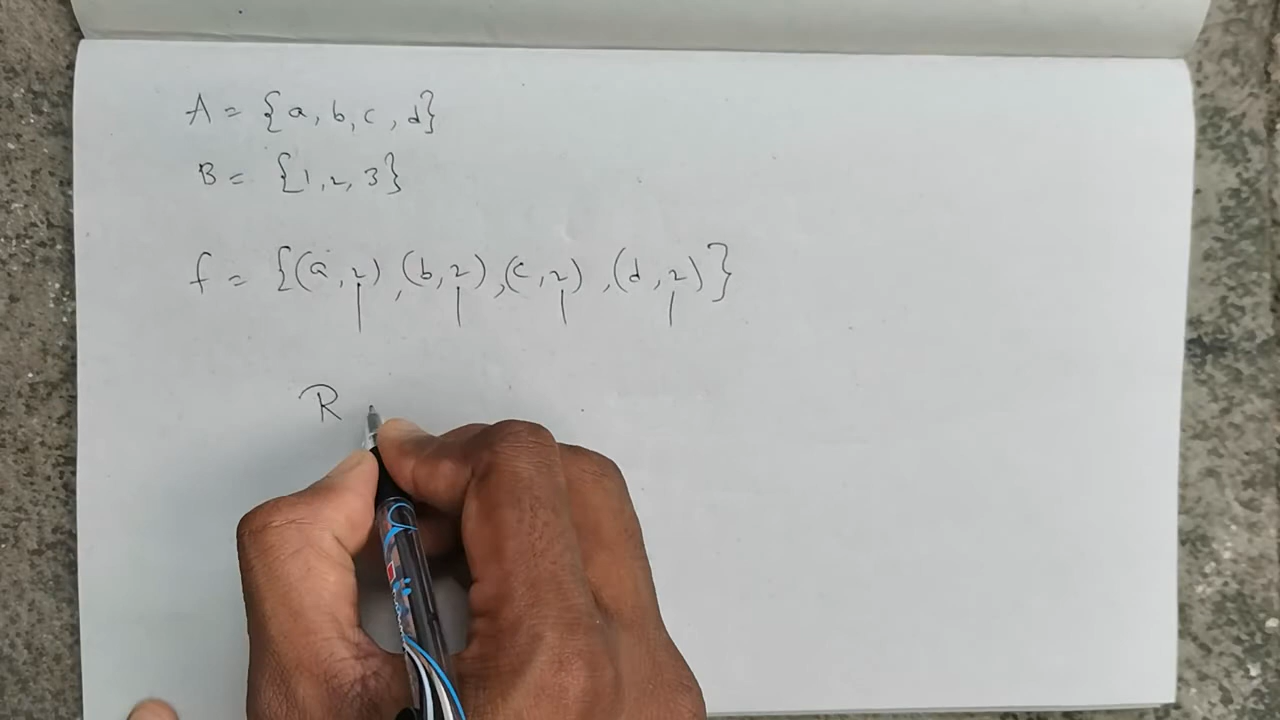 A = {a, b, c, d}
B = {1, 2, 3}
f = {(a, 2), (b, 2), (c, 2), (d, 2)}
R